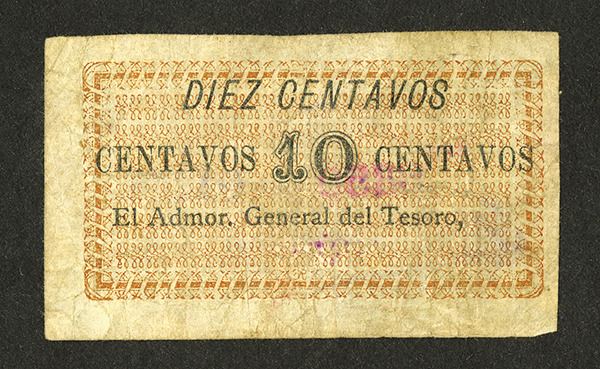 DIEZ CENTAVOS
CENTAVOS 10 CENTAVOS
El Admor. General del Tesoro,